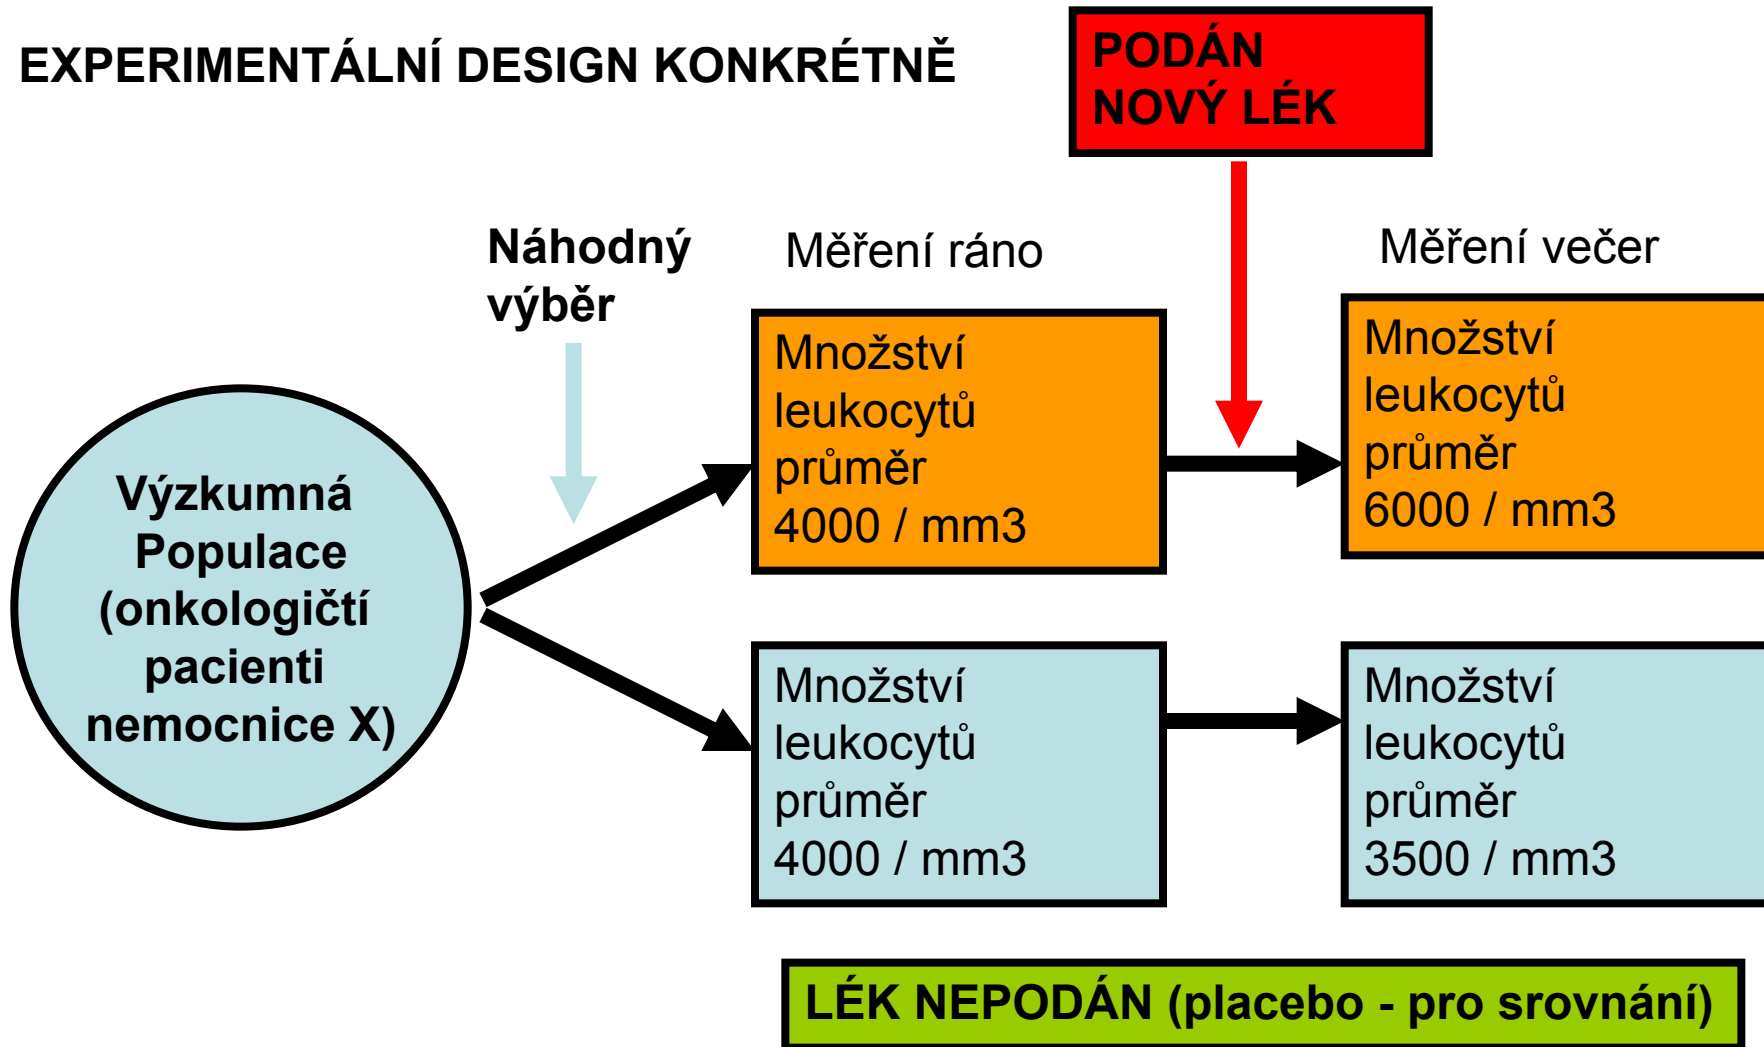 EXPERIMENTÁLNÍ DESIGN KONKRÉTNĚ
PODÁN
NOVÝ LÉK
Náhodný
výběr
Měření ráno
Měření večer
Výzkumná
Populace
(onkologičtí
pacienti
nemocnice X)
Množství
leukocytů
průměr
4000 / mm3
Množství
leukocytů
průměr
6000 / mm3
Množství
leukocytů
průměr
4000 / mm3
Množství
leukocytů
průměr
3500 / mm3
LÉK NEPODÁN (placebo - pro srovnání)